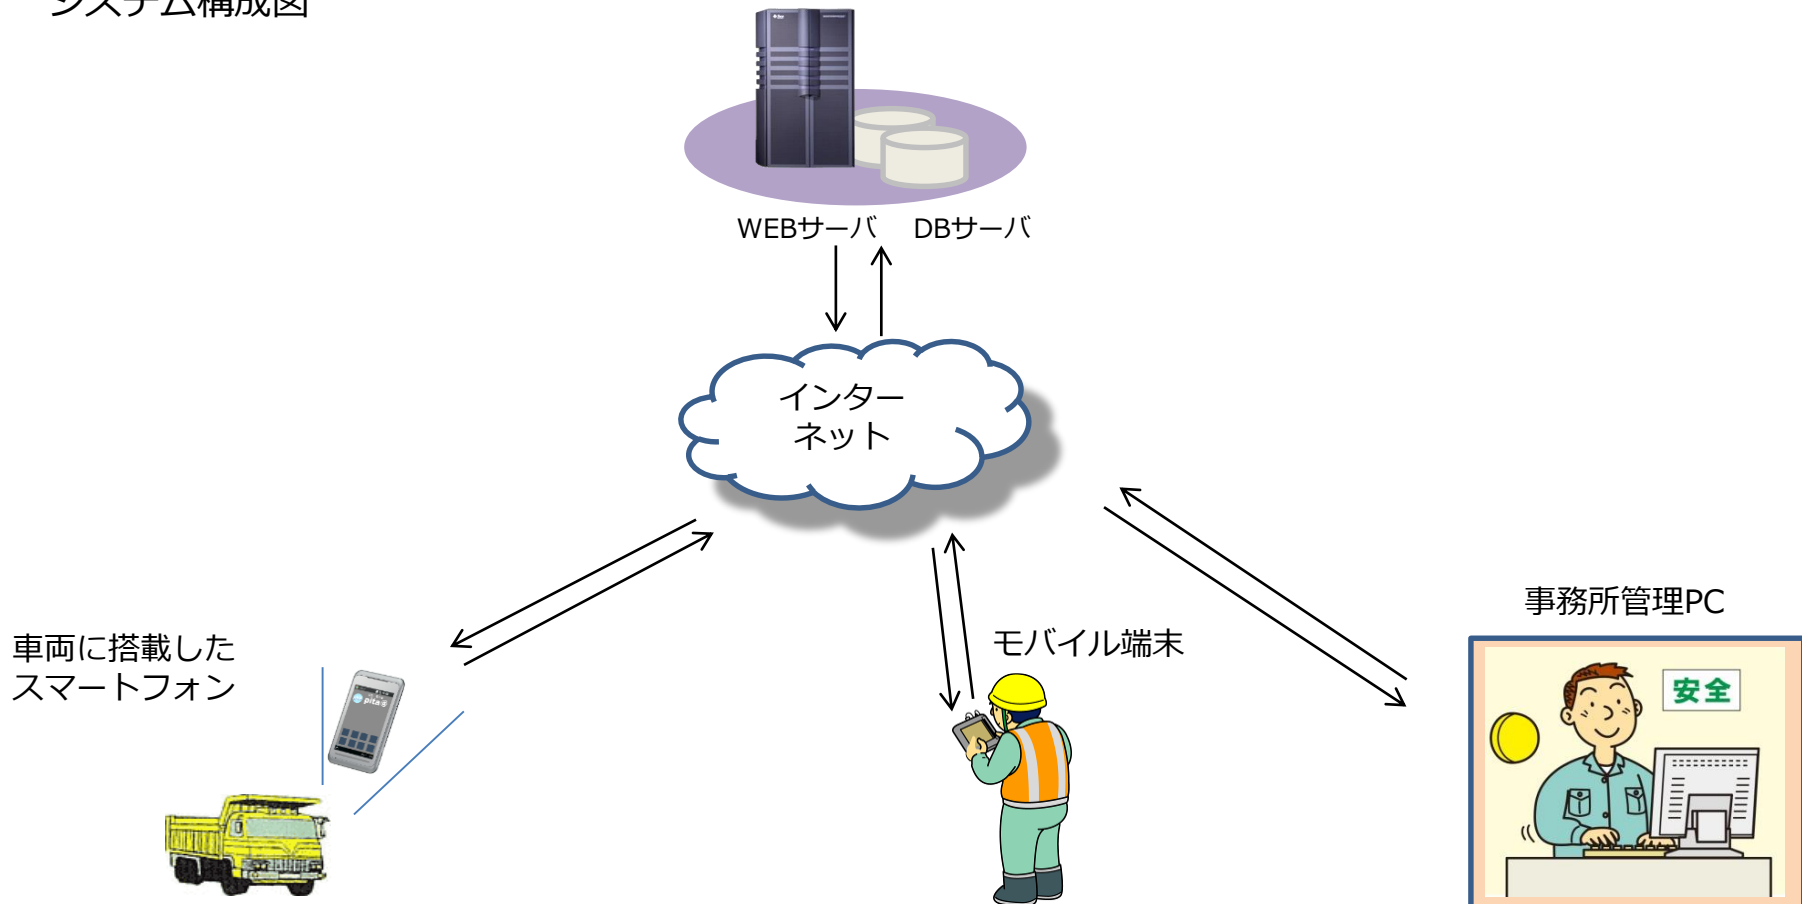 システム構成図
WEBサーバ DBサーバ
インター
ネット
事務所管理PC
車両に搭載した
スマートフォン
モバイル端末
安全
pita